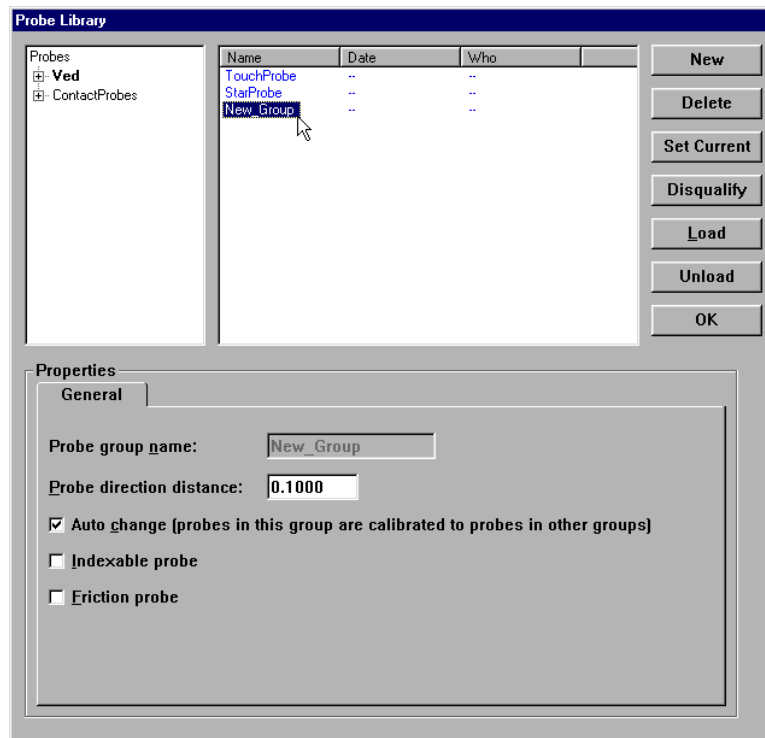 Probe Library
Probes
Ved
ContactProbes
Name Date Who
TouchProbe -- --
StarProbe -- --
New_Group -- --
New
Delete
Set Current
Disqualify
Load
Unload
OK
Properties
General
Probe group name: New_Group
Probe direction distance: 0.1000
Auto change (probes in this group are calibrated to probes in other groups)
Indexable probe
Friction probe